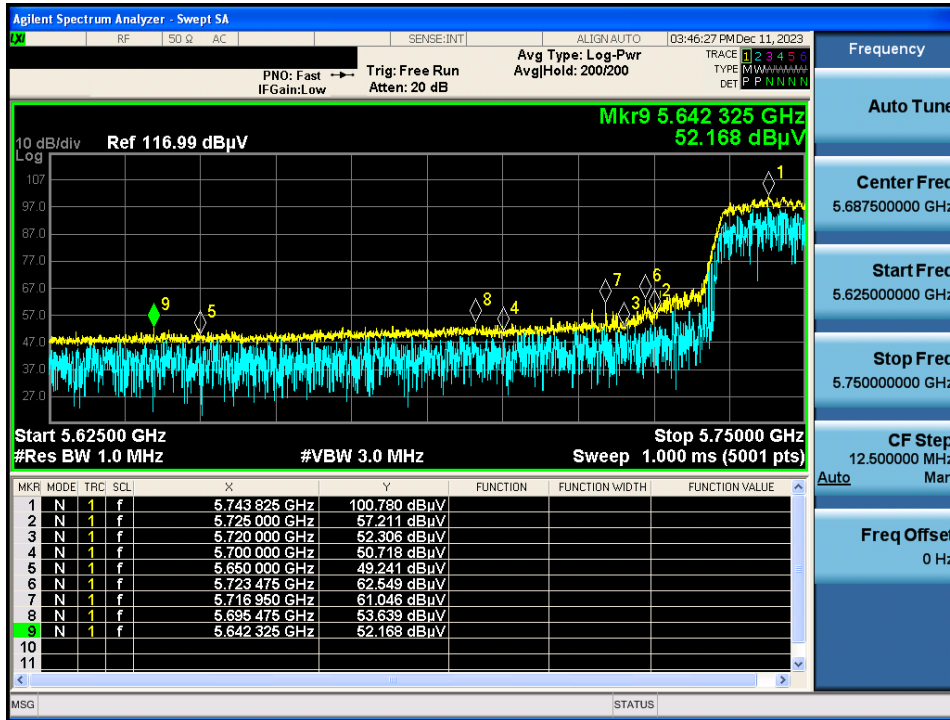 Agilent Spectrum Analyzer - Swept SA
LXI RF 50 Ω AC SENSE:INT ALIGN AUTO 03:46:27 PM Dec 11, 2023
Frequency
PNO: Fast
IFGain:Low
Trig: Free Run
Atten: 20 dB
Avg Type: Log-Pwr
Avg|Hold: 200/200
TRACE 1 2 3 4 5 6
TYPE M W W W W W
DET P P N N N N
Auto Tune
Mkr9 5.642 325 GHz
52.168 dBµV
10 dB/div Ref 116.99 dBµV
Log
107
97.0
87.0
77.0
67.0
57.0
47.0
37.0
27.0
1
9
5
8
4
7
3
6
2
Start 5.62500 GHz Stop 5.75000 GHz
#Res BW 1.0 MHz #VBW 3.0 MHz Sweep 1.000 ms (5001 pts)
MKR MODE TRC SCL X Y FUNCTION FUNCTION WIDTH FUNCTION VALUE
1 N 1 f 5.743 825 GHz 100.780 dBµV
2 N 1 f 5.725 000 GHz 57.211 dBµV
3 N 1 f 5.720 000 GHz 52.306 dBµV
4 N 1 f 5.700 000 GHz 50.718 dBµV
5 N 1 f 5.650 000 GHz 49.241 dBµV
6 N 1 f 5.723 475 GHz 62.549 dBµV
7 N 1 f 5.716 950 GHz 61.046 dBµV
8 N 1 f 5.695 475 GHz 53.639 dBµV
9 N 1 f 5.642 325 GHz 52.168 dBµV
10
11
Center Freq
5.687500000 GHz
Start Freq
5.625000000 GHz
Stop Freq
5.750000000 GHz
CF Step
12.500000 MHz
Auto Man
Freq Offset
0 Hz
MSG STATUS